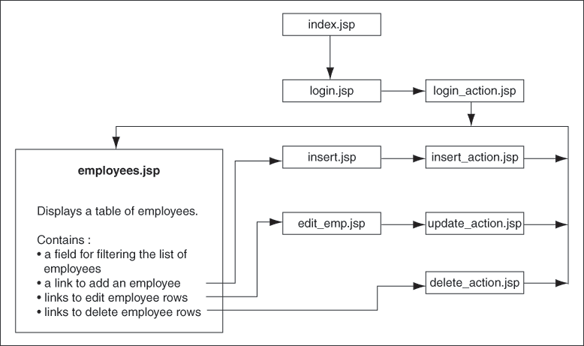 index.jsp
login.jsp
login_action.jsp
employees.jsp
Displays a table of employees.
Contains :
• a field for filtering the list of
employees
• a link to add an employee
• links to edit employee rows
• links to delete employee rows
insert.jsp
insert_action.jsp
edit_emp.jsp
update_action.jsp
delete_action.jsp